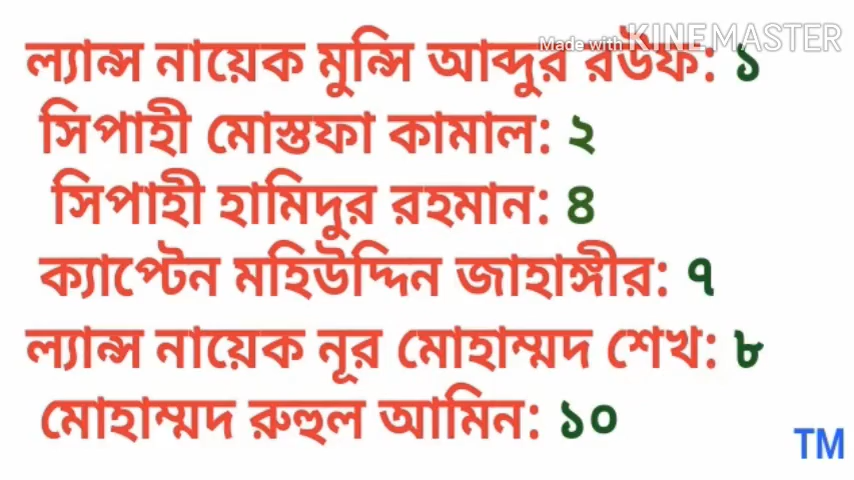 Made with KINEMASTER
ল্যান্স নায়েক মুন্সি আব্দুর রউফ: ১
সিপাহী মোস্তফা কামাল: ২
সিপাহী হামিদুর রহমান: ৪
ক্যাপ্টেন মহিউদ্দিন জাহাঙ্গীর: ৭
ল্যান্স নায়েক নূর মোহাম্মদ শেখ: ৮
মোহাম্মদ রুহুল আমিন: ১০
TM